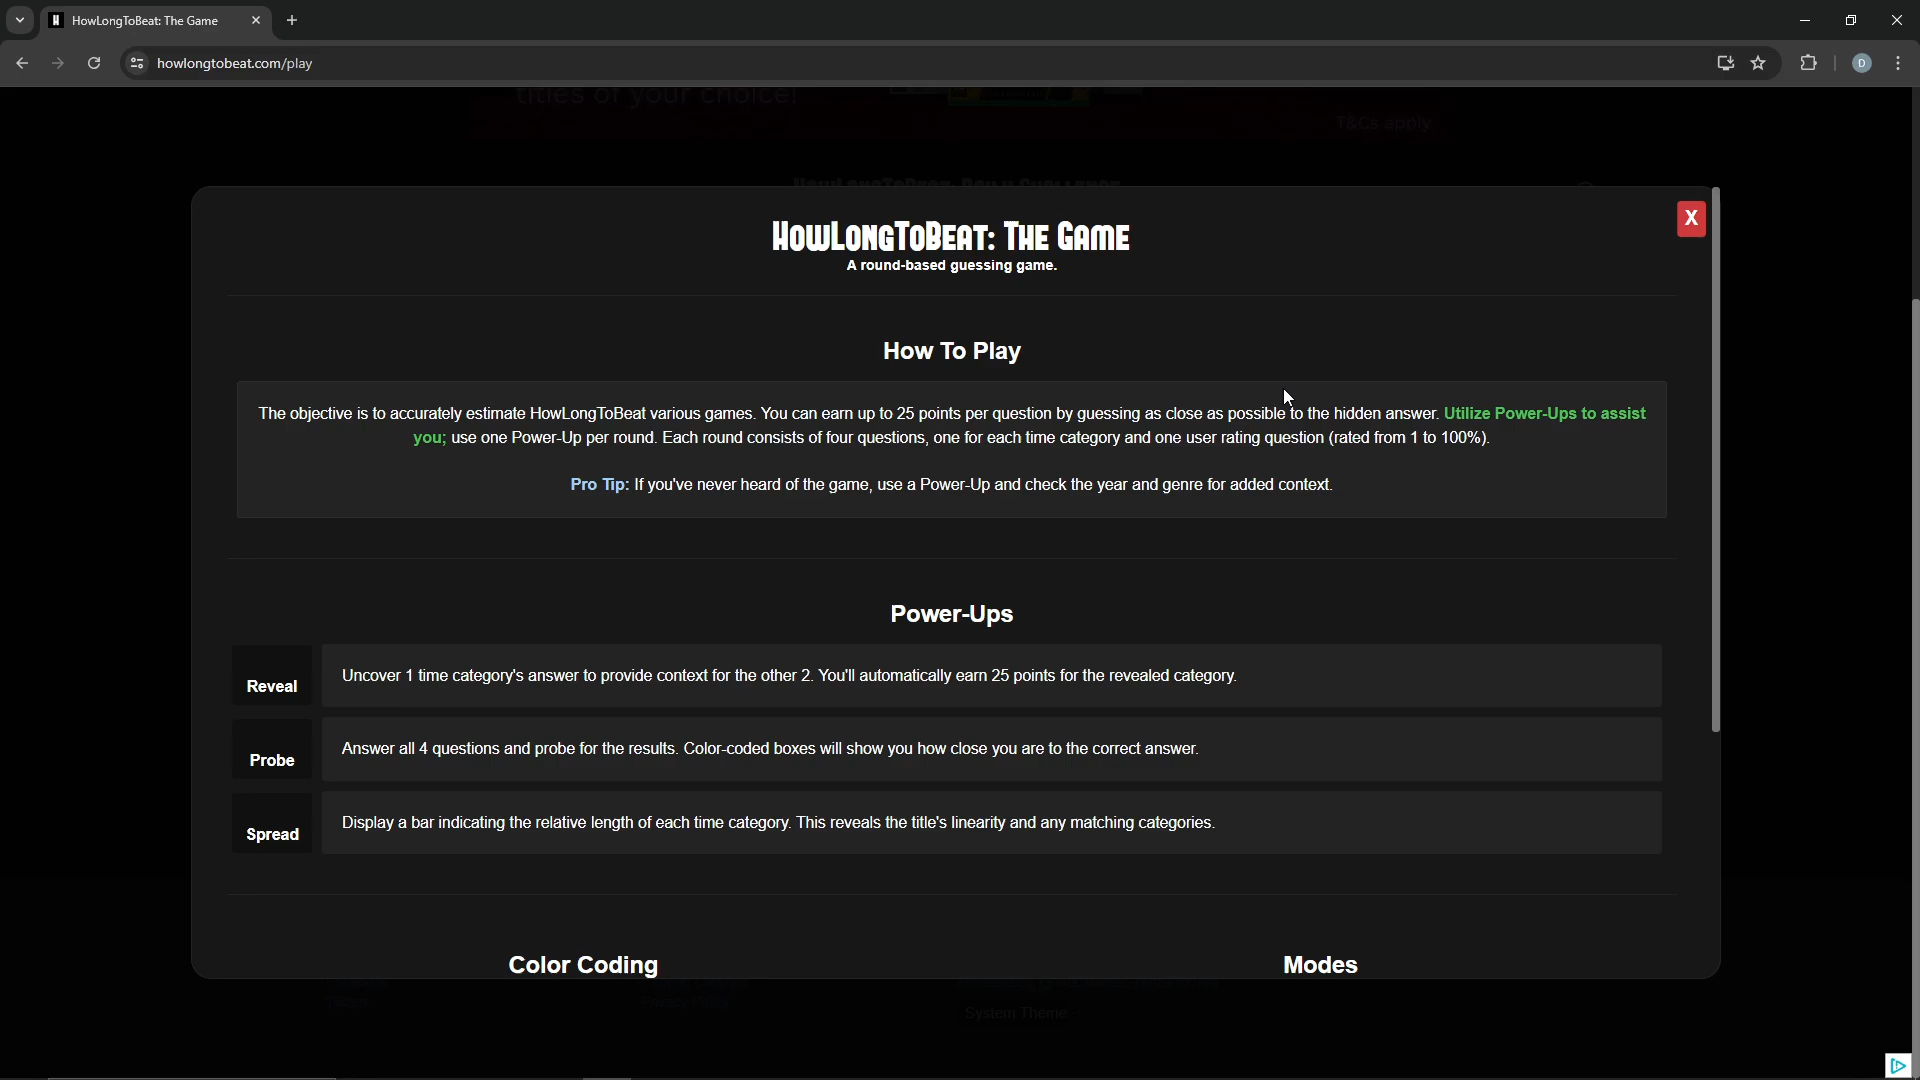 HowLongToBeat: The Game
howlongtobeat.com/play
D
titles of your choice!
T&Cs apply
HowLongToBeat: The Game
X
A round-based guessing game.
How To Play
The objective is to accurately estimate HowLongToBeat various games. You can earn up to 25 points per question by guessing as close as possible to the hidden answer. Utilize Power-Ups to assist
you; use one Power-Up per round. Each round consists of four questions, one for each time category and one user rating question (rated from 1 to 100%).
Pro Tip: If you've never heard of the game, use a Power-Up and check the year and genre for added context.
Power-Ups
Reveal
Uncover 1 time category's answer to provide context for the other 2. You'll automatically earn 25 points for the revealed category.
Probe
Answer all 4 questions and probe for the results. Color-coded boxes will show you how close you are to the correct answer.
Spread
Display a bar indicating the relative length of each time category. This reveals the title's linearity and any matching categories.
Color Coding
Modes
System Theme